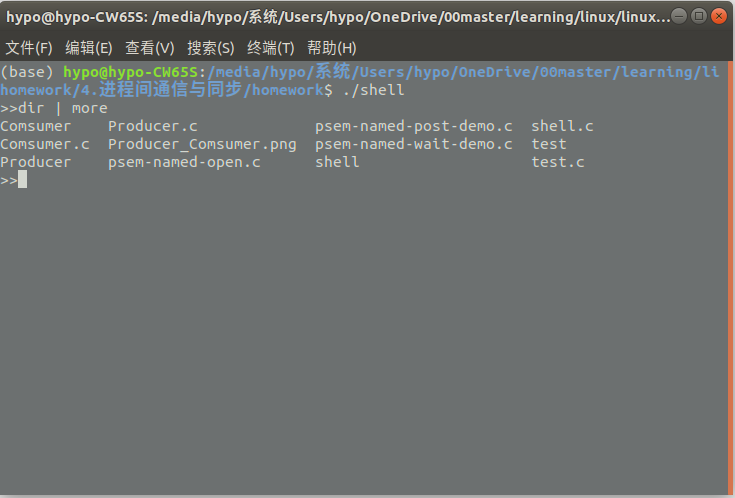 hypo@hypo-CW65S: /media/hypo/系统/Users/hypo/OneDrive/00master/learning/linux/linux...
文件(F) 编辑(E) 查看(V) 搜索(S) 终端(T) 帮助(H)
(base) hypo@hypo-CW65S:/media/hypo/系统/Users/hypo/OneDrive/00master/learning/li
homework/4.进程间通信与同步/homework$ ./shell
>>dir | more
Comsumer    Producer.c             psem-named-post-demo.c  shell.c
Comsumer.c  Producer_Comsumer.png  psem-named-wait-demo.c  test
Producer    psem-named-open.c      shell                   test.c
>>